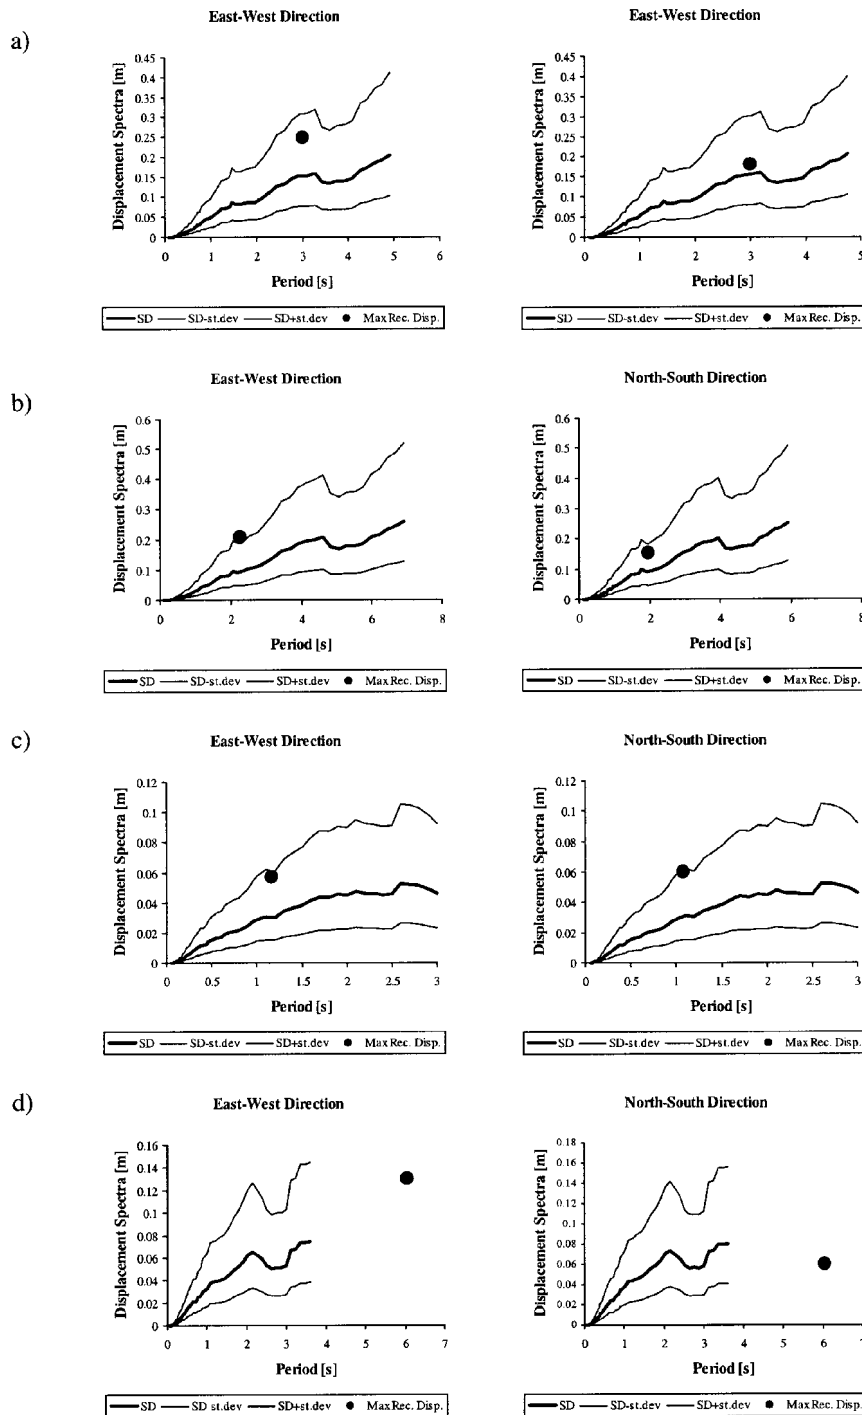 a)
East-West Direction
Displacement Spectra [m]
0.45
0.4
0.35
0.3
0.25
0.2
0.15
0.1
0.05
0
0 1 2 3 4 5 6
Period [s]
SD SD-st.dev SD+st.dev Max Rec. Disp.
East-West Direction
Displacement Spectra [m]
0.45
0.4
0.35
0.3
0.25
0.2
0.15
0.1
0.05
0
0 1 2 3 4 5
Period [s]
SD SD-st.dev SD+st.dev Max Rec. Disp.
b)
East-West Direction
Displacement Spectra [m]
0.6
0.5
0.4
0.3
0.2
0.1
0
0 2 4 6 8
Period [s]
SD SD-st.dev SD+st.dev Max Rec. Disp.
North-South Direction
Displacement Spectra [m]
0.6
0.5
0.4
0.3
0.2
0.1
0
0 2 4 6 8
Period [s]
SD SD-st.dev SD+st.dev Max Rec. Disp.
c)
East-West Direction
Displacement Spectra [m]
0.12
0.1
0.08
0.06
0.04
0.02
0
0 0.5 1 1.5 2 2.5 3
Period [s]
SD SD-st.dev SD+st.dev Max Rec. Disp.
North-South Direction
Displacement Spectra [m]
0.12
0.1
0.08
0.06
0.04
0.02
0
0 0.5 1 1.5 2 2.5 3
Period [s]
SD SD-st.dev SD+st.dev Max Rec. Disp.
d)
East-West Direction
Displacement Spectra [m]
0.16
0.14
0.12
0.1
0.08
0.06
0.04
0.02
0
0 1 2 3 4 5 6 7
Period [s]
SD SD st.dev SD+st.dev Max Rec. Disp.
North-South Direction
Displacement Spectra [m]
0.18
0.16
0.14
0.12
0.1
0.08
0.06
0.04
0.02
0
0 1 2 3 4 5 6 7
Period [s]
SD SD-st.dev SD+st.dev Max Rec. Disp.